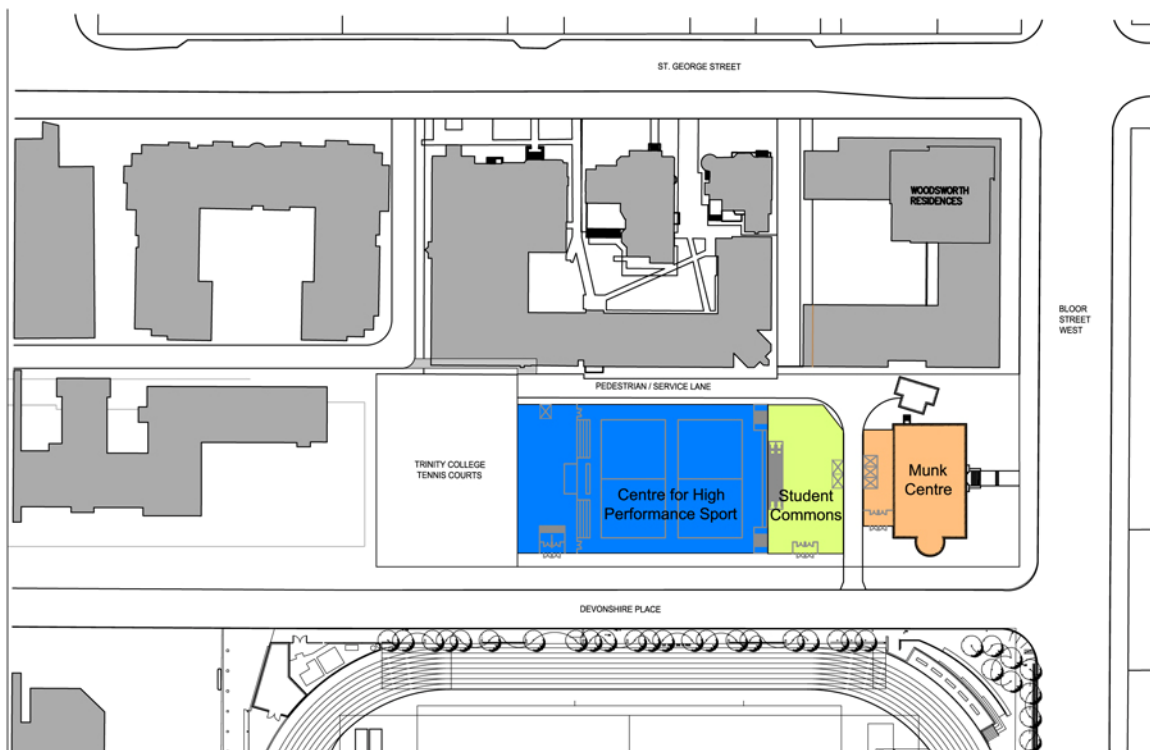 ST. GEORGE STREET
WOODSWORTH
RESIDENCES
BLOOR
STREET
WEST
PEDESTRIAN / SERVICE LANE
TRINITY COLLEGE
TENNIS COURTS
Centre for High
Performance Sport
Student
Commons
Munk
Centre
DEVONSHIRE PLACE